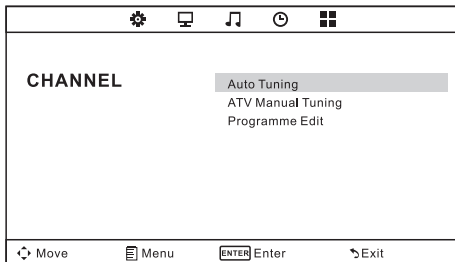 CHANNEL
Auto Tuning
ATV Manual Tuning
Programme Edit
Move Menu ENTER Enter Exit